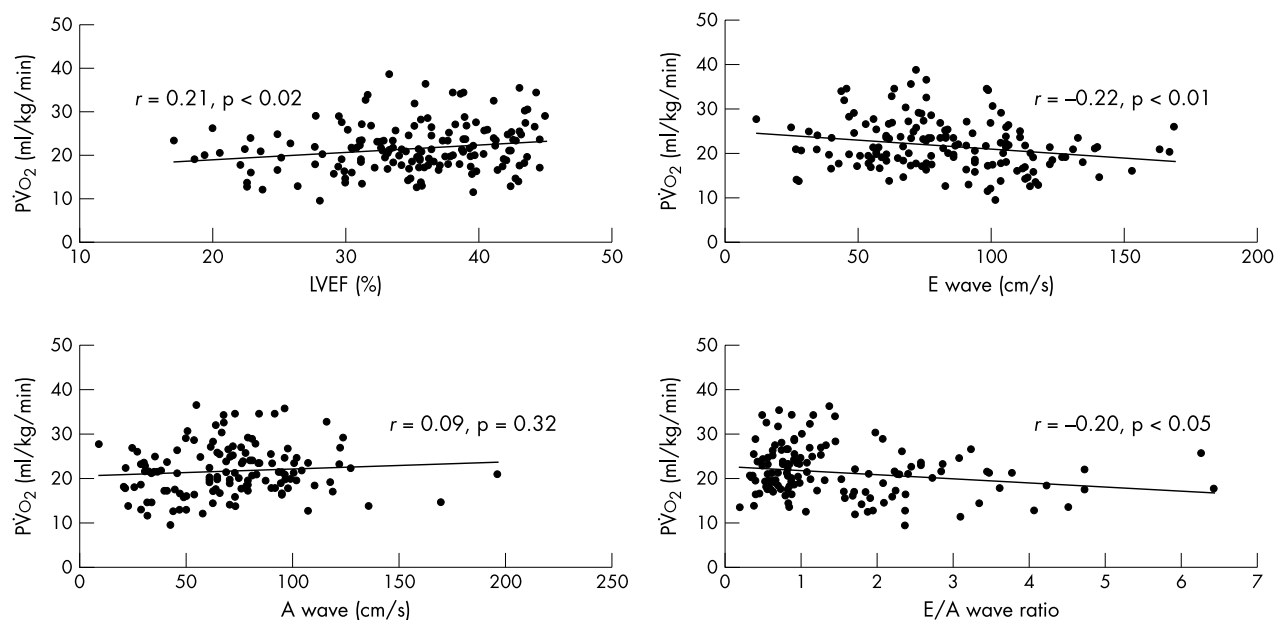 50
40
30
20
10
0
PV̇O₂ (ml/kg/min)
r = 0.21, p < 0.02
10 20 30 40 50
LVEF (%)
50
40
30
20
10
0
PV̇O₂ (ml/kg/min)
r = –0.22, p < 0.01
0 50 100 150 200
E wave (cm/s)
50
40
30
20
10
0
PV̇O₂ (ml/kg/min)
r = 0.09, p = 0.32
0 50 100 150 200 250
A wave (cm/s)
50
40
30
20
10
0
PV̇O₂ (ml/kg/min)
r = –0.20, p < 0.05
0 1 2 3 4 5 6 7
E/A wave ratio